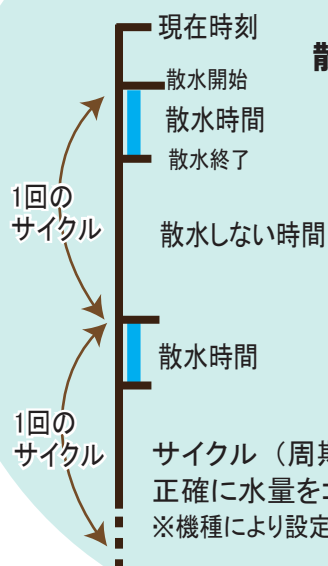 現在時刻
散
散水開始
散水時間
散水終了
1回の
サイクル
散水しない時間
散水時間
1回の
サイクル
サイクル（周期
正確に水量をコ
※機種により設定